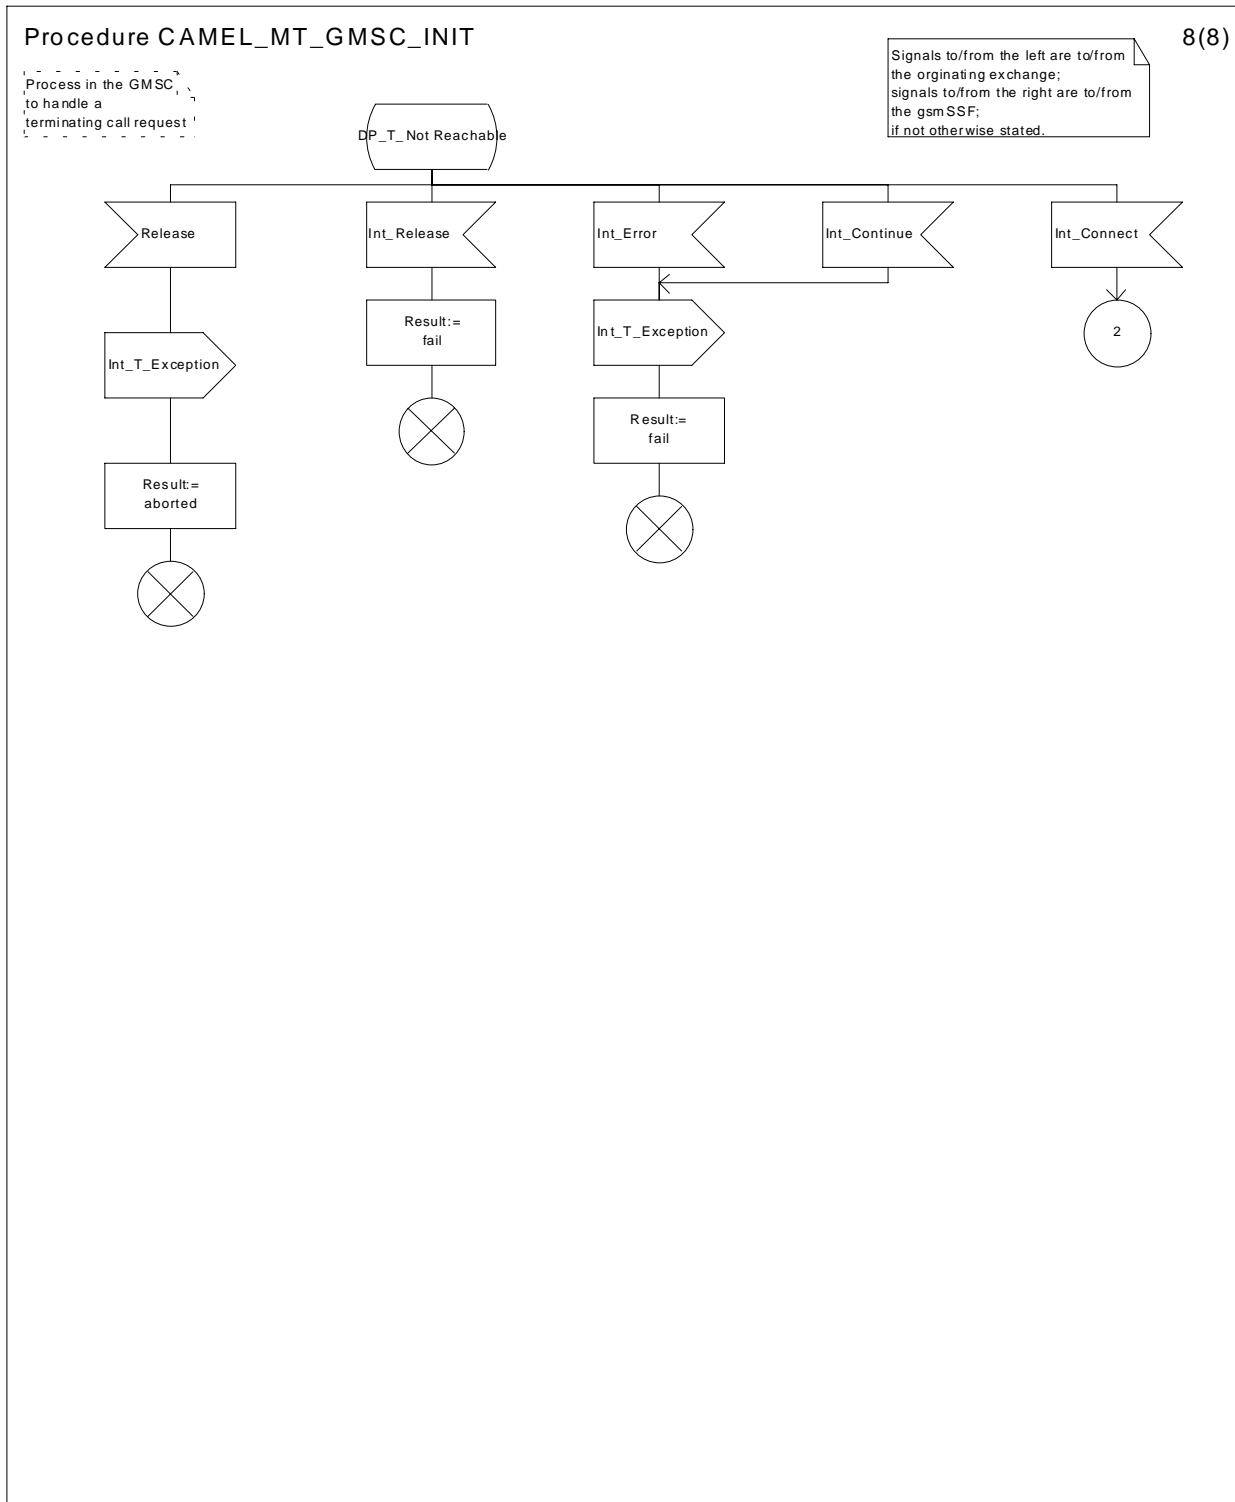 Procedure CAMEL_MT_GMSC_INIT
8(8)
Process in the GMSC
to handle a
terminating call request
Signals to/from the left are to/from
the orginating exchange;
signals to/from the right are to/from
the gsmSSF;
if not otherwise stated.
DP_T_Not Reachable
Release
Int_Release
Int_Error
Int_Continue
Int_Connect
Int_T_Exception
Result:=
fail
Int_T_Exception
2
Result:=
aborted
Result:=
fail